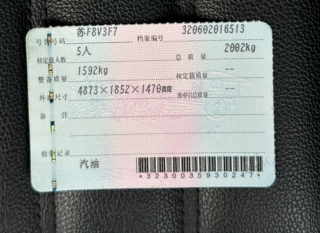 号牌号码 苏F8V3F7 档案编号 320602016513
核定载人数 5人 总质量 2002kg
整备质量 1592kg 核定载质量 --
外廓尺寸 4873×1852×1470mm 准牵引总质量 --
备注
检验记录 汽油
*3230035930247*